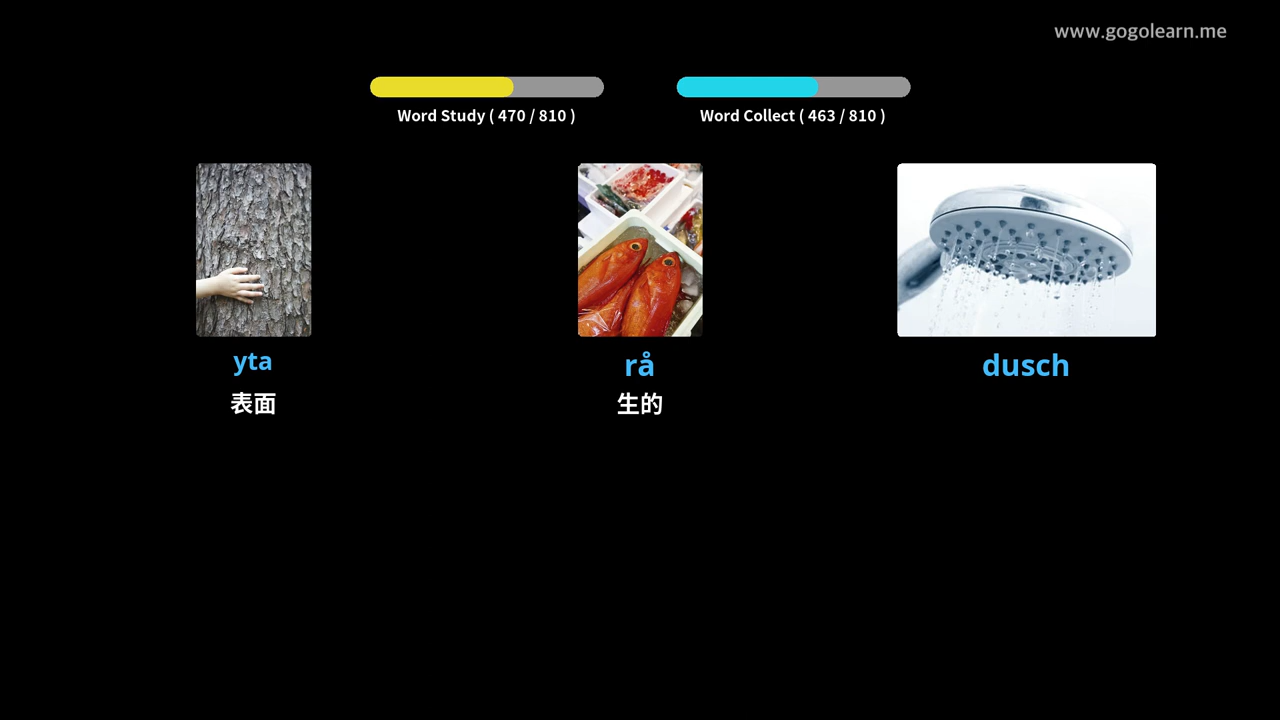 www.gogolearn.me
Word Study ( 470 / 810 )
Word Collect ( 463 / 810 )
yta
rå
dusch
表面
生的